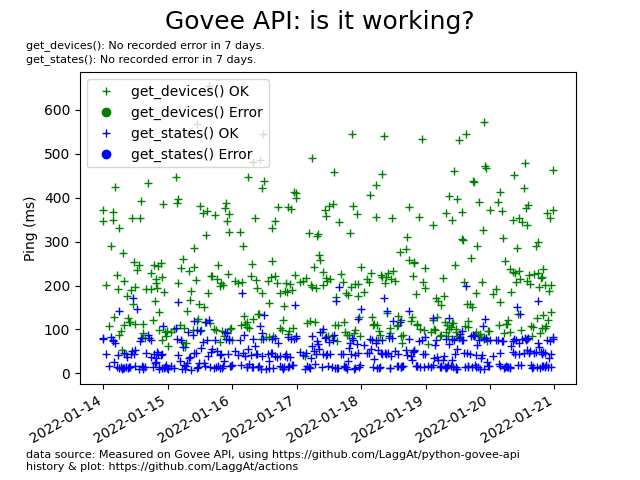 Govee API: is it working?
get_devices(): No recorded error in 7 days.
get_states(): No recorded error in 7 days.
get_devices() OK
get_devices() Error
get_states() OK
get_states() Error
Ping (ms)
600
500
400
300
200
100
0
2022-01-14
2022-01-15
2022-01-16
2022-01-17
2022-01-18
2022-01-19
2022-01-20
2022-01-21
data source: Measured on Govee API, using https://github.com/LaggAt/python-govee-api
history & plot: https://github.com/LaggAt/actions